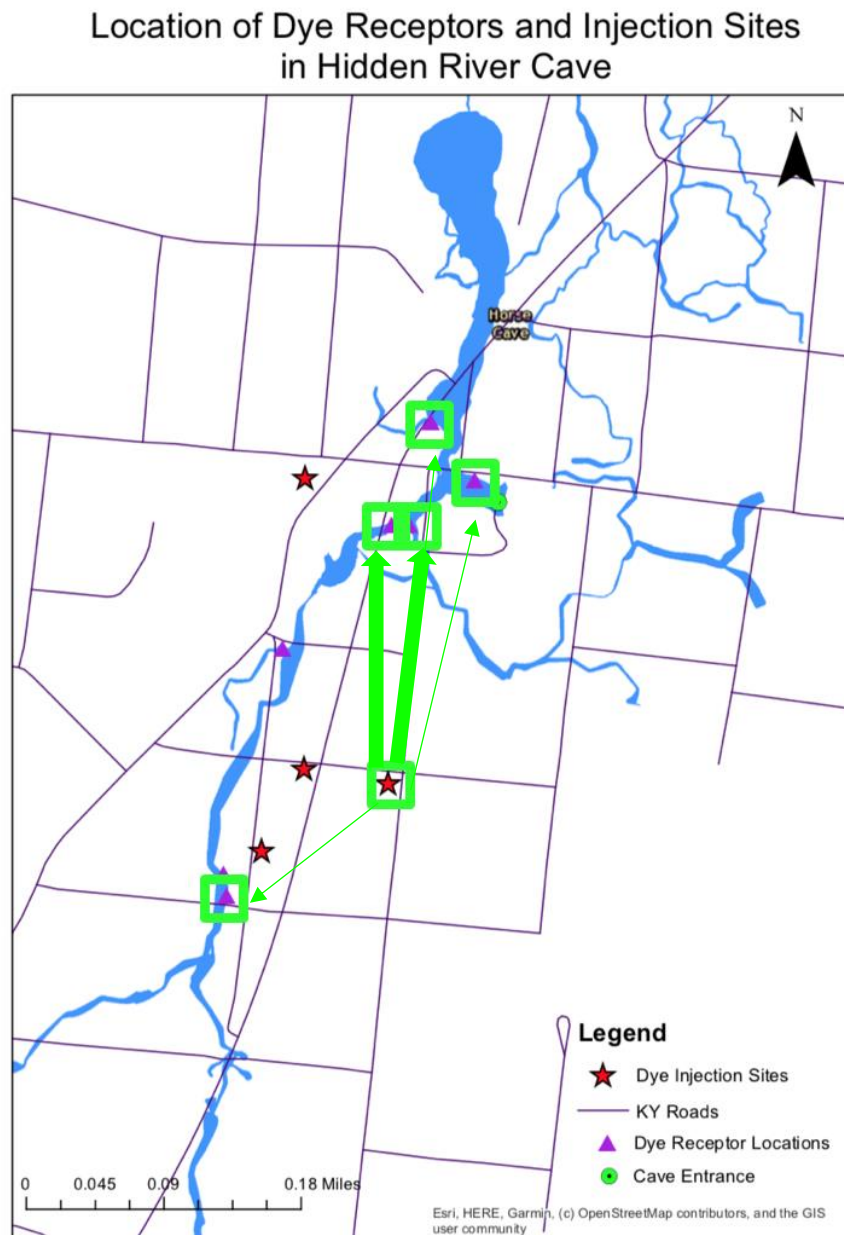 Location of Dye Receptors and Injection Sites
in Hidden River Cave
N
Horse
Cave
Legend
Dye Injection Sites
KY Roads
Dye Receptor Locations
Cave Entrance
0 0.045 0.09 0.18 Miles
Esri, HERE, Garmin, (c) OpenStreetMap contributors, and the GIS
user community